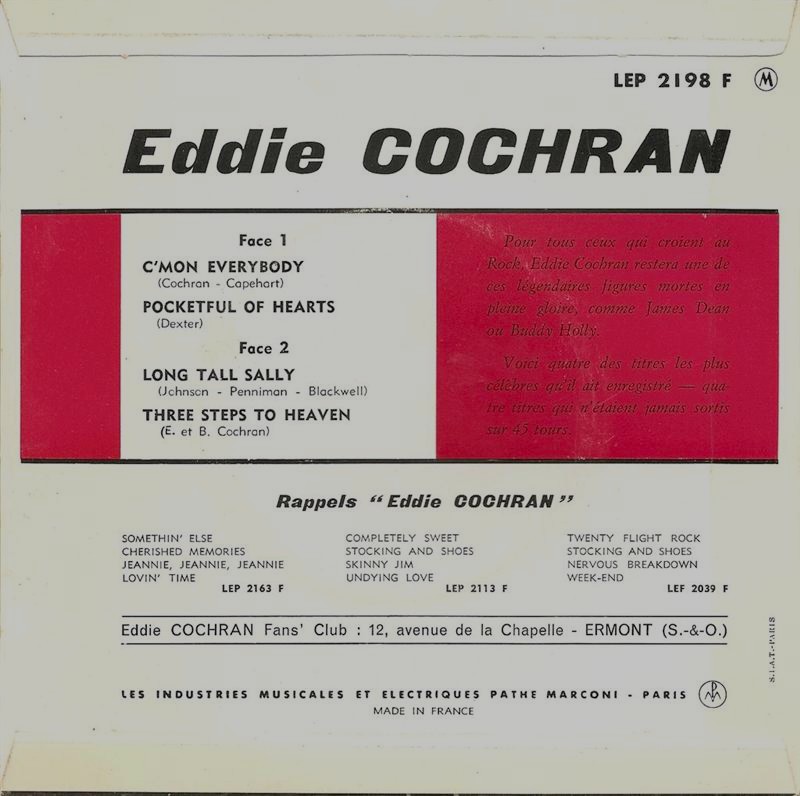 LEP 2198 F M
Eddie COCHRAN
Face 1
C'MON EVERYBODY
(Cochran - Capehart)
POCKETFUL OF HEARTS
(Dexter)
Face 2
LONG TALL SALLY
(Johnson - Penniman - Blackwell)
THREE STEPS TO HEAVEN
(E. et B. Cochran)
Pour tous ceux qui croient au
Rock, Eddie Cochran restera une de
ces légendaires figures mortes en
pleine gloire, comme James Dean
ou Buddy Holly.
Voici quatre des titres les plus
célèbres qu'il ait enregistré — qua-
tre titres qui n'étaient jamais sortis
sur 45 tours.
Rappels "Eddie COCHRAN"
SOMETHIN' ELSE
CHERISHED MEMORIES
JEANNIE, JEANNIE, JEANNIE
LOVIN' TIME
LEP 2163 F
COMPLETELY SWEET
STOCKING AND SHOES
SKINNY JIM
UNDYING LOVE
LEP 2113 F
TWENTY FLIGHT ROCK
STOCKING AND SHOES
NERVOUS BREAKDOWN
WEEK-END
LEF 2039 F
Eddie COCHRAN Fans' Club : 12, avenue de la Chapelle - ERMONT (S.-&-O.)
LES INDUSTRIES MUSICALES ET ELECTRIQUES PATHE MARCONI - PARIS
MADE IN FRANCE
S.I.A.T.-PARIS